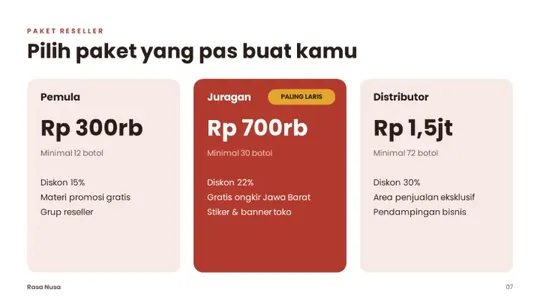 PAKET RESELLER
Pilih paket yang pas buat kamu
Pemula
Rp 300rb
Minimal 12 botol
Diskon 15%
Materi promosi gratis
Grup reseller
Juragan
PALING LARIS
Rp 700rb
Minimal 30 botol
Diskon 22%
Gratis ongkir Jawa Barat
Stiker & banner toko
Distributor
Rp 1,5jt
Minimal 72 botol
Diskon 30%
Area penjualan eksklusif
Pendampingan bisnis
Rasa Nusa
07